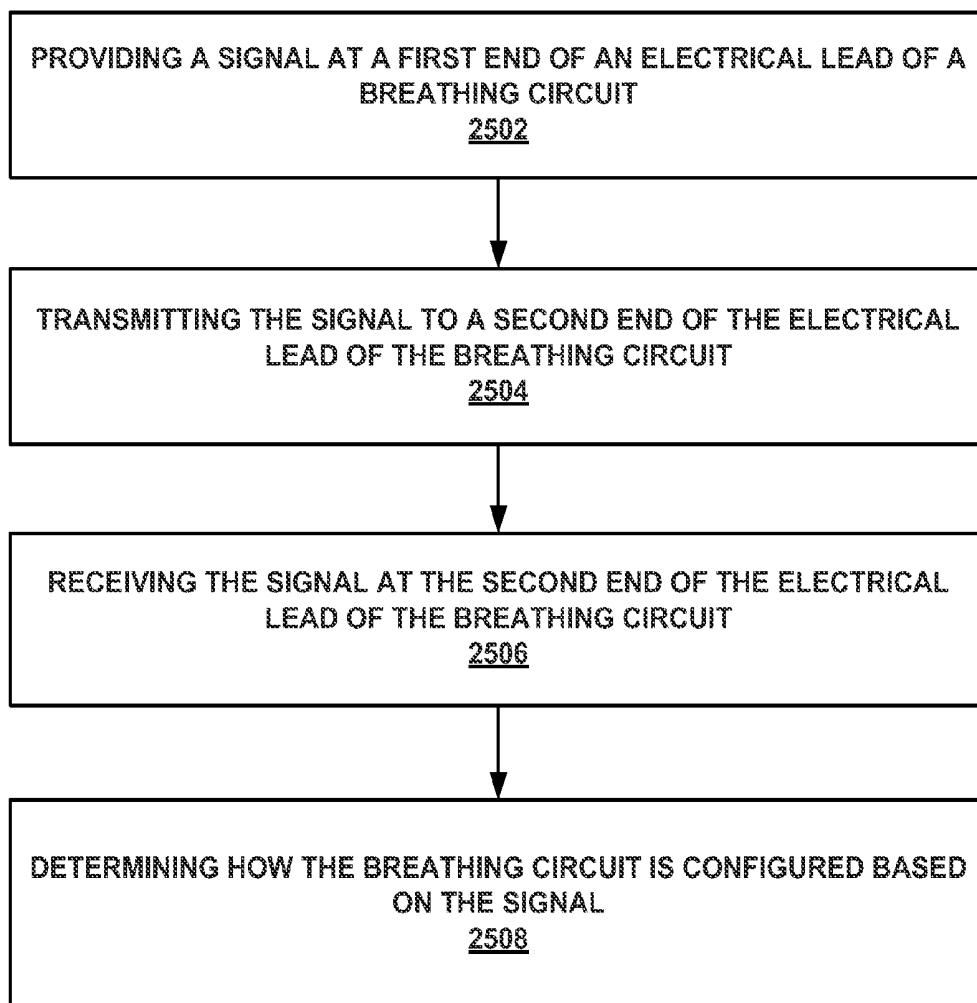 PROVIDING A SIGNAL AT A FIRST END OF AN ELECTRICAL LEAD OF A
BREATHING CIRCUIT
2502
TRANSMITTING THE SIGNAL TO A SECOND END OF THE ELECTRICAL
LEAD OF THE BREATHING CIRCUIT
2504
RECEIVING THE SIGNAL AT THE SECOND END OF THE ELECTRICAL
LEAD OF THE BREATHING CIRCUIT
2506
DETERMINING HOW THE BREATHING CIRCUIT IS CONFIGURED BASED
ON THE SIGNAL
2508